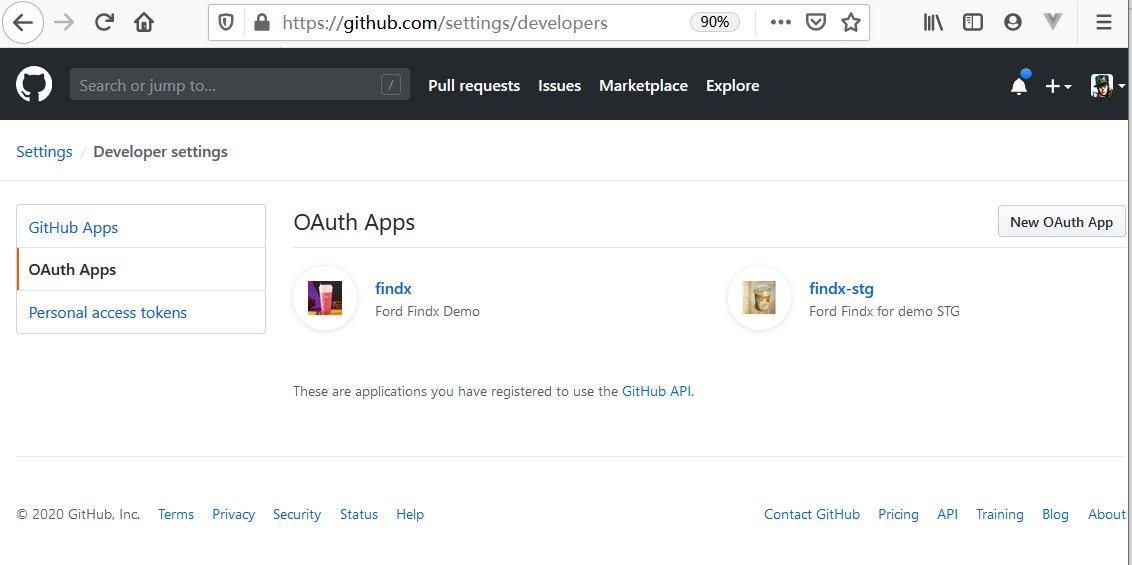 https://github.com/settings/developers 90%
Search or jump to... / Pull requests Issues Marketplace Explore
Settings / Developer settings
GitHub Apps
OAuth Apps
Personal access tokens
OAuth Apps New OAuth App
findx
Ford Findx Demo
findx-stg
Ford Findx for demo STG
These are applications you have registered to use the GitHub API.
© 2020 GitHub, Inc. Terms Privacy Security Status Help Contact GitHub Pricing API Training Blog About